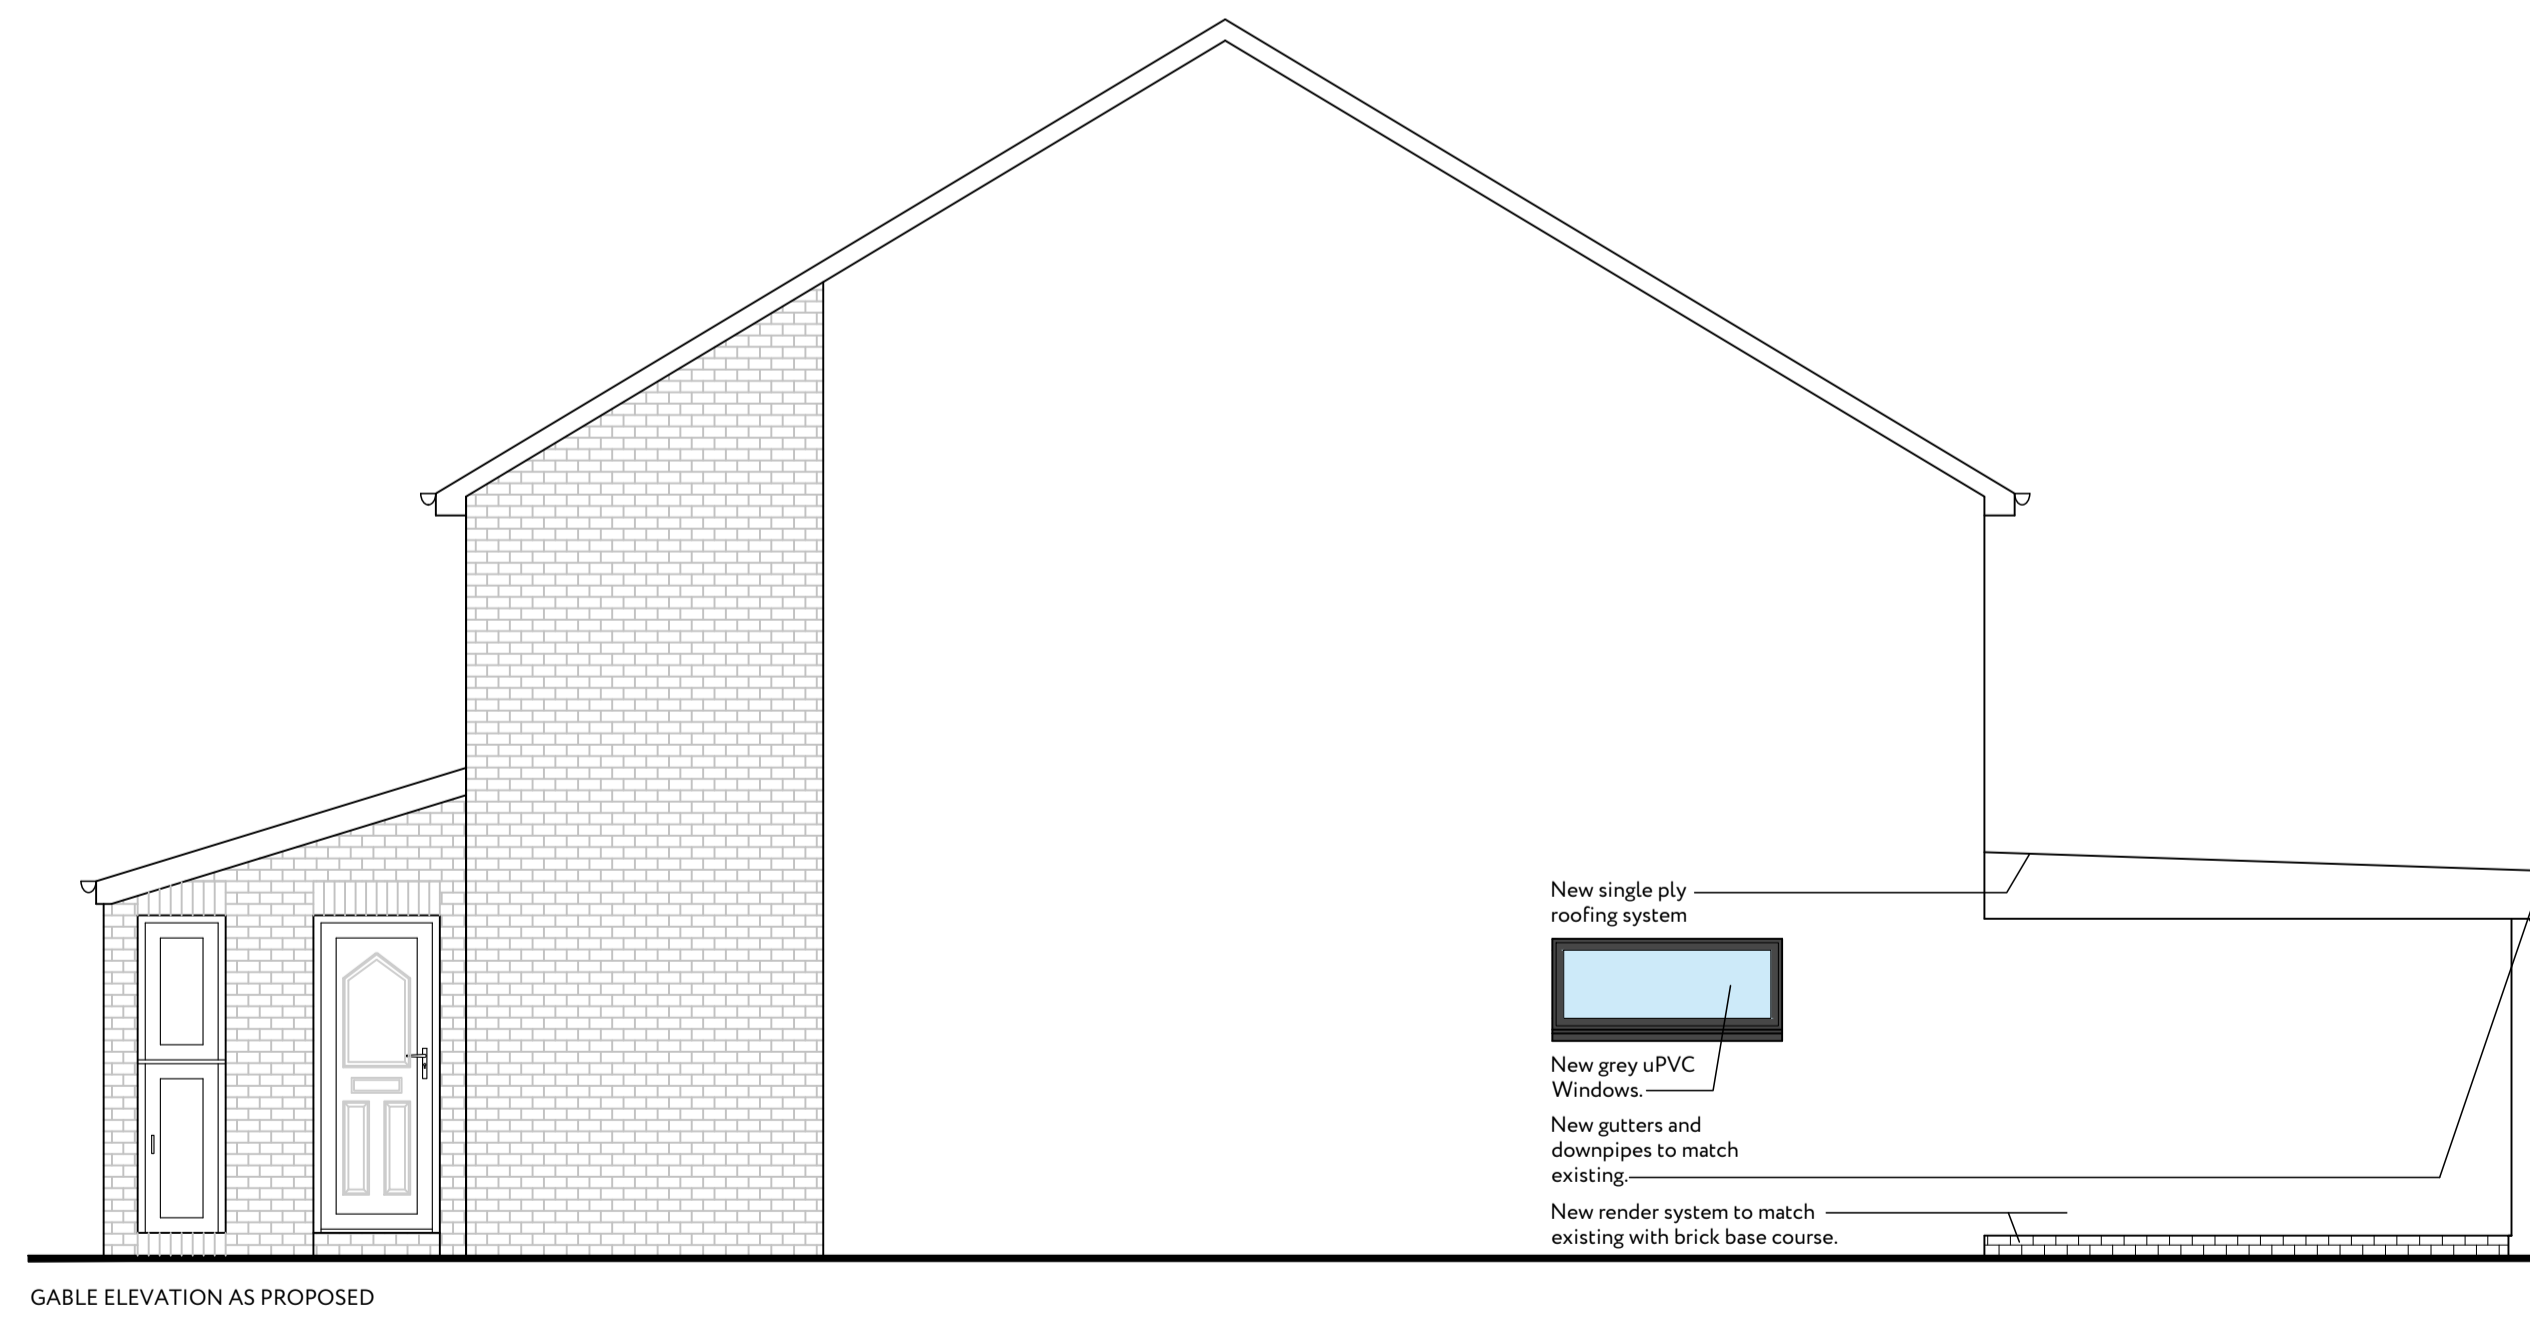 New single ply
roofing system
New grey uPVC
Windows.
New gutters and
downpipes to match
existing.
New render system to match
existing with brick base course.
GABLE ELEVATION AS PROPOSED